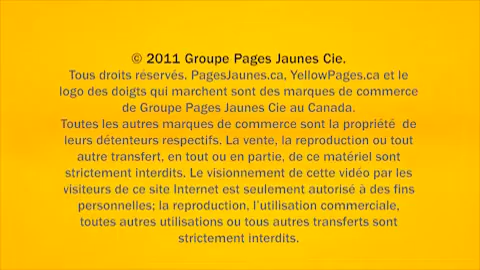 © 2011 Groupe Pages Jaunes Cie.
Tous droits réservés. PagesJaunes.ca, YellowPages.ca et le
logo des doigts qui marchent sont des marques de commerce
de Groupe Pages Jaunes Cie au Canada.
Toutes les autres marques de commerce sont la propriété de
leurs détenteurs respectifs. La vente, la reproduction ou tout
autre transfert, en tout ou en partie, de ce matériel sont
strictement interdits. Le visionnement de cette vidéo par les
visiteurs de ce site Internet est seulement autorisé à des fins
personnelles; la reproduction, l'utilisation commerciale,
toutes autres utilisations ou tous autres transferts sont
strictement interdits.